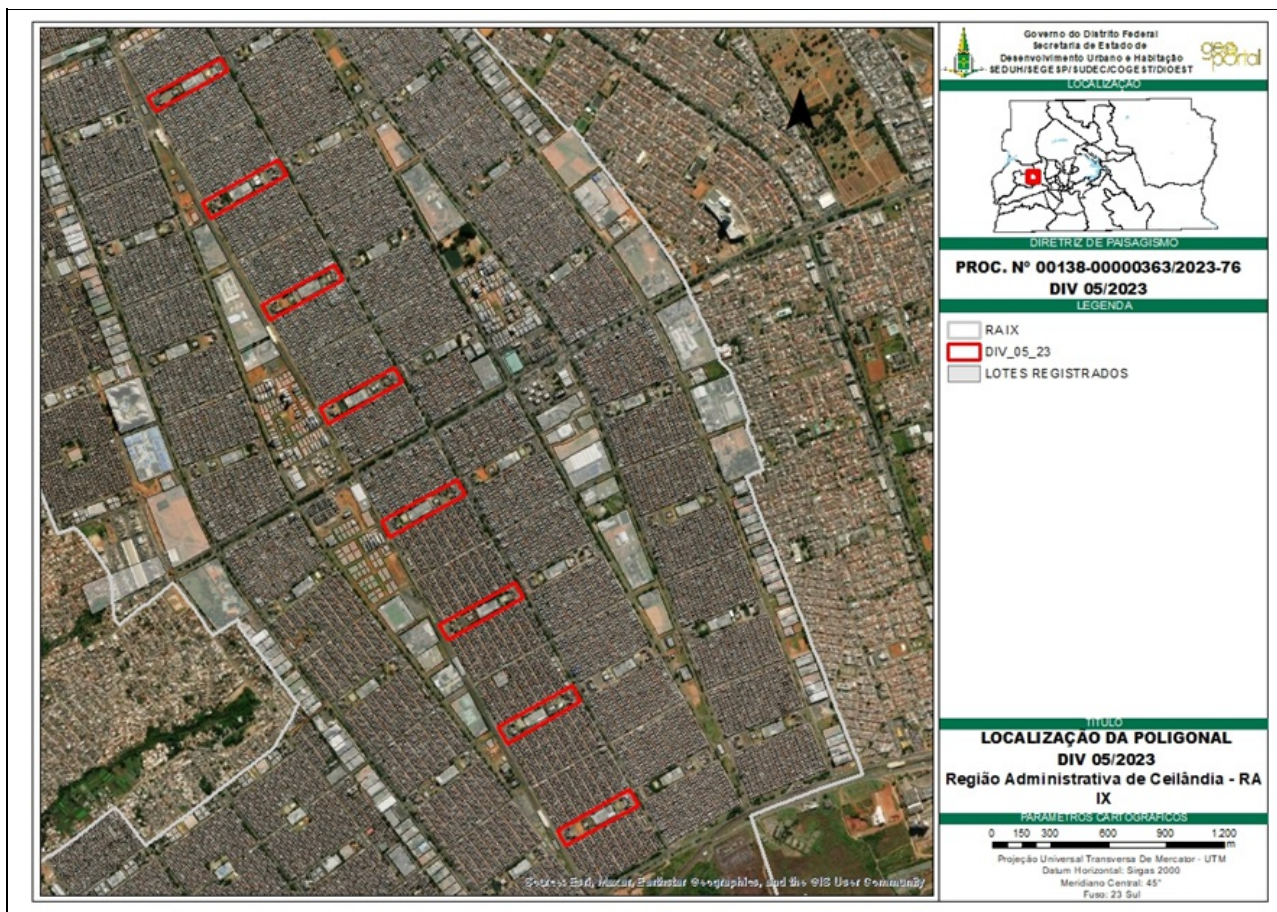 Governo do Distrito Federal
Secretaria de Estado de
Desenvolvimento Urbano e Habitação
SEDUH/SEGESP/SUDEC/COGEST/DIOEST
geo
portal
LOCALIZAÇÃO
DIRETRIZ DE PAISAGISMO
PROC. Nº 00138-00000363/2023-76
DIV 05/2023
LEGENDA
RAIX
DIV_05_23
LOTES REGISTRADOS
TITULO
LOCALIZAÇÃO DA POLIGONAL
DIV 05/2023
Região Administrativa de Ceilândia - RA
IX
PARÂMETROS CARTOGRÁFICOS
0 150 300 600 900 1.200
m
Projeção Universal Transversa De Mercator - UTM
Datum Horizontal: Sirgas 2000
Meridiano Central: 45°
Fuso: 23 Sul
Source: Esri, Maxar, Earthstar Geographics, and the GIS User Community